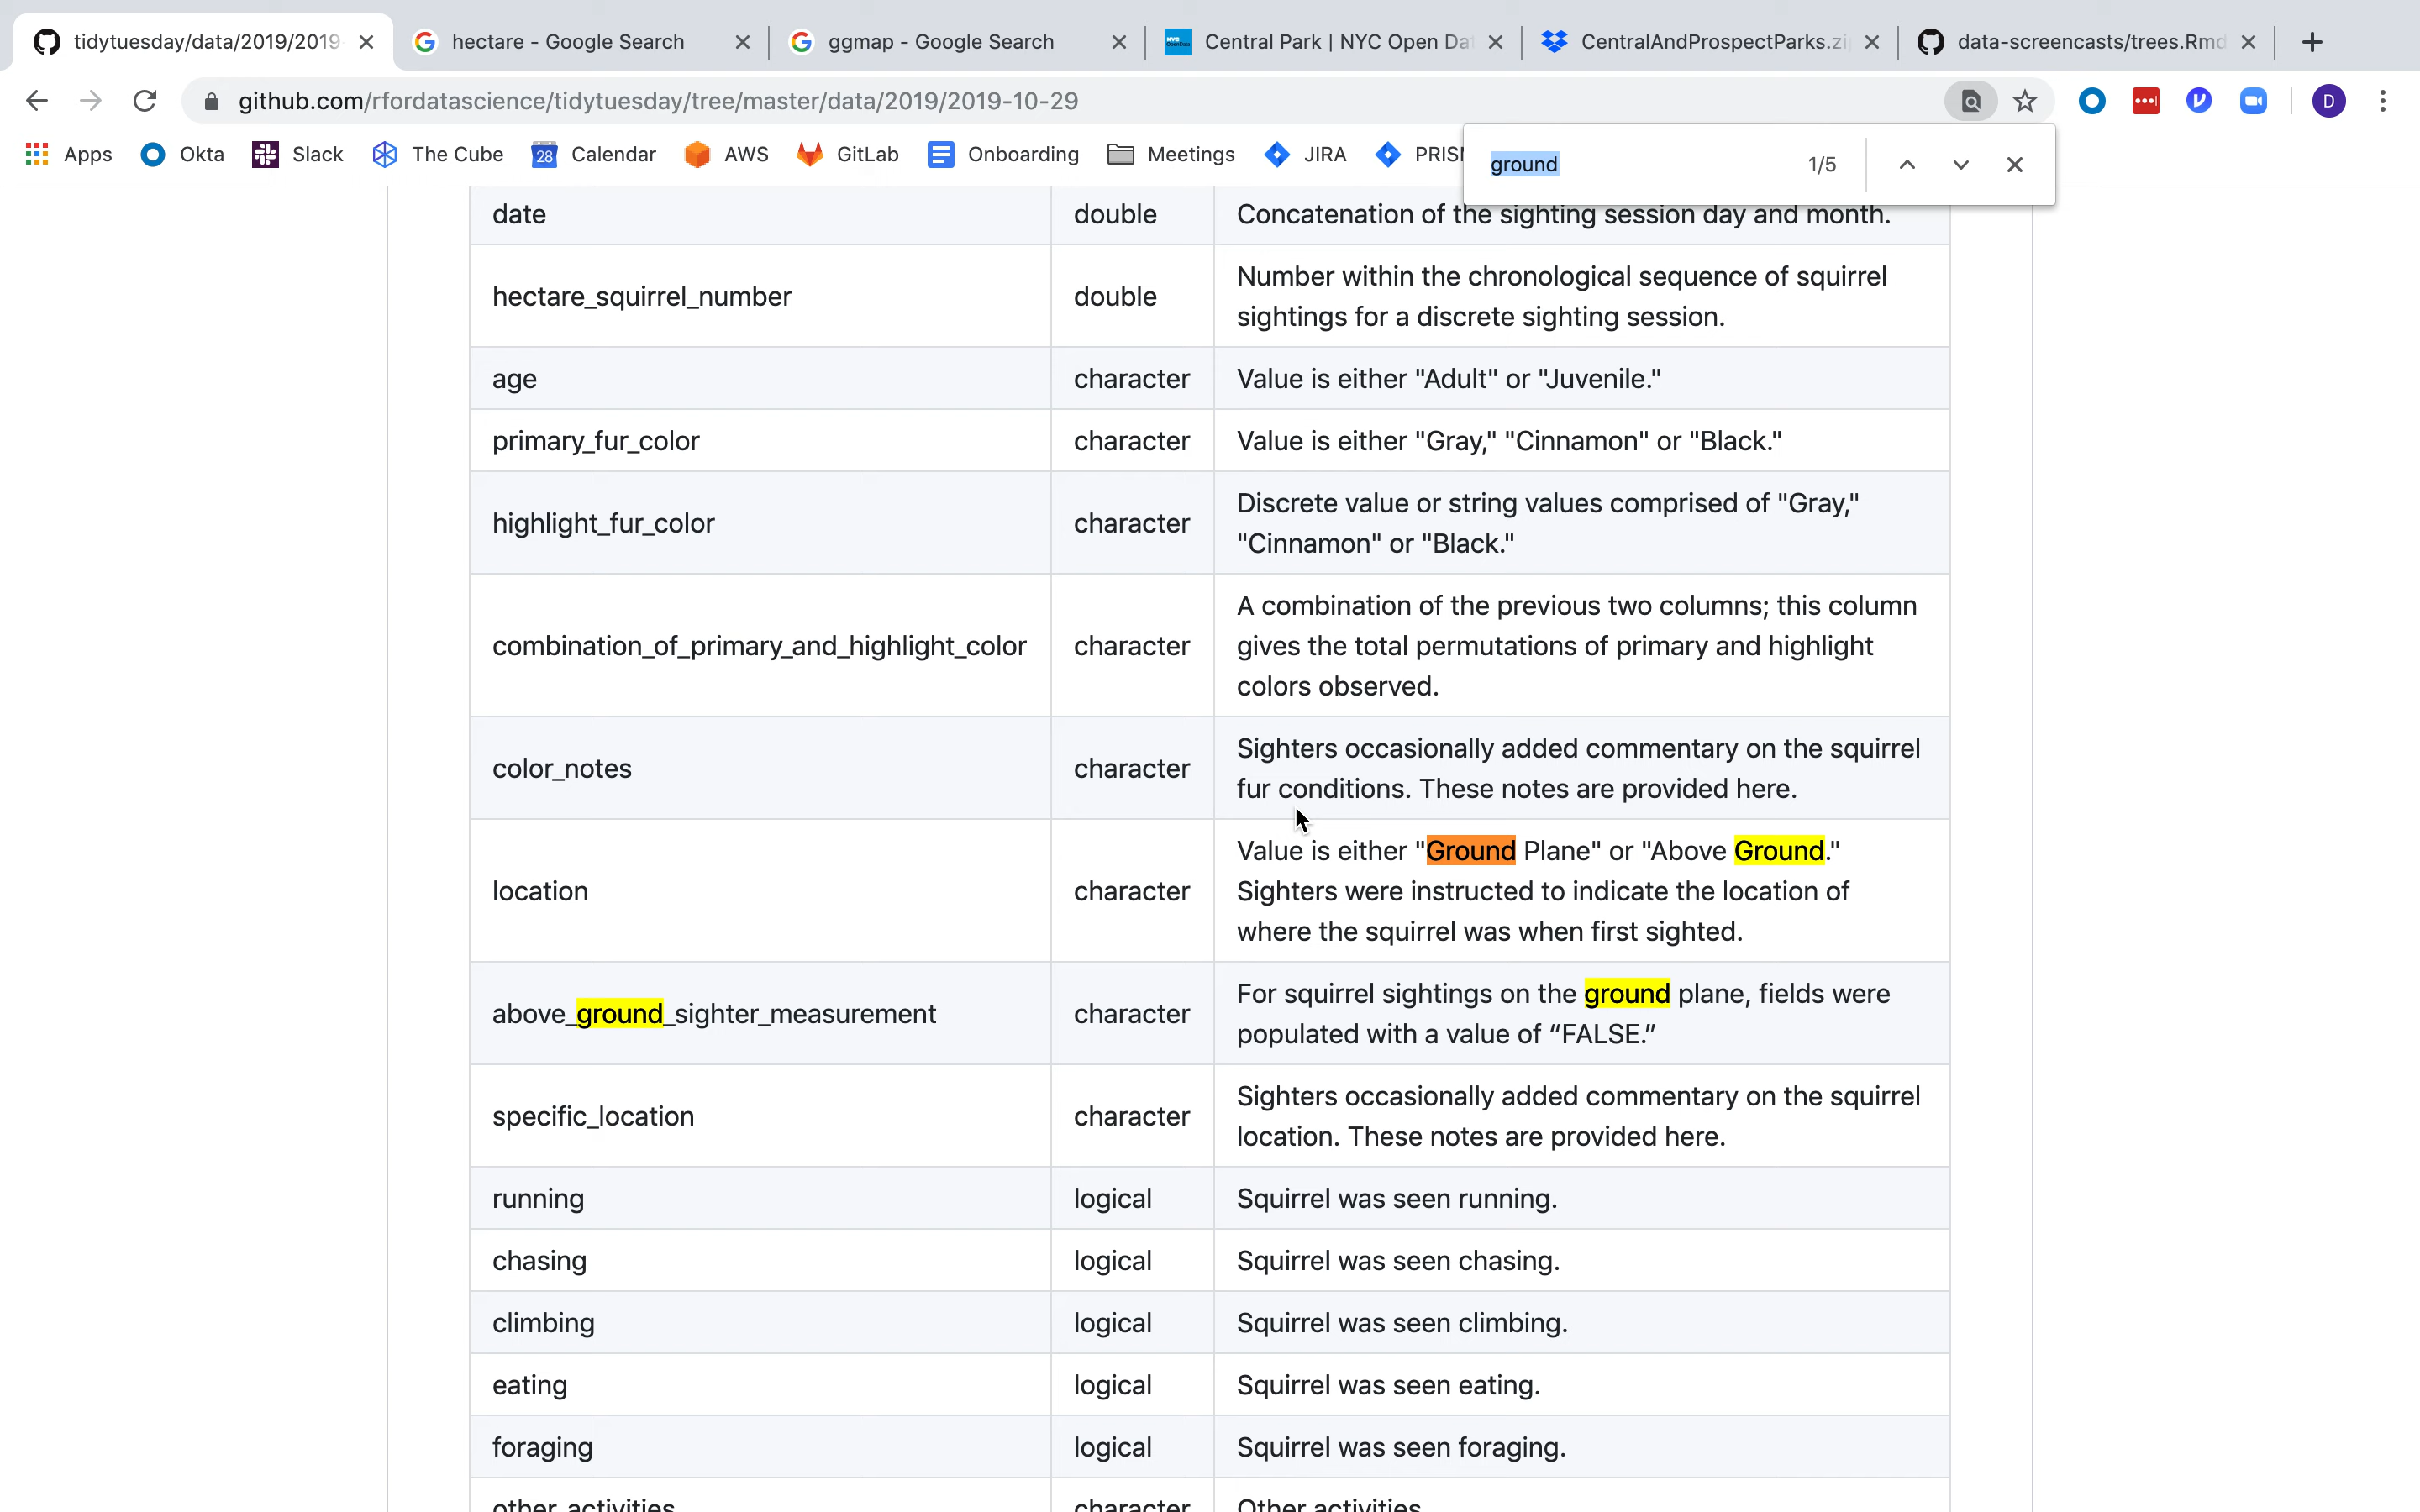 tidytuesday/data/2019/2019
hectare - Google Search
ggmap - Google Search
Central Park | NYC Open Dat
CentralAndProspectParks.zi
data-screencasts/trees.Rmd
github.com/rfordatascience/tidytuesday/tree/master/data/2019/2019-10-29
D
Apps
Okta
Slack
The Cube
28
Calendar
AWS
GitLab
Onboarding
Meetings
JIRA
PRISM
ground
1/5
date double Concatenation of the sighting session day and month.
hectare_squirrel_number double Number within the chronological sequence of squirrel
sightings for a discrete sighting session.
age character Value is either "Adult" or "Juvenile."
primary_fur_color character Value is either "Gray," "Cinnamon" or "Black."
highlight_fur_color character Discrete value or string values comprised of "Gray,"
"Cinnamon" or "Black."
combination_of_primary_and_highlight_color character A combination of the previous two columns; this column
gives the total permutations of primary and highlight
colors observed.
color_notes character Sighters occasionally added commentary on the squirrel
fur conditions. These notes are provided here.
location character Value is either "Ground Plane" or "Above Ground."
Sighters were instructed to indicate the location of
where the squirrel was when first sighted.
above_ground_sighter_measurement character For squirrel sightings on the ground plane, fields were
populated with a value of “FALSE.”
specific_location character Sighters occasionally added commentary on the squirrel
location. These notes are provided here.
running logical Squirrel was seen running.
chasing logical Squirrel was seen chasing.
climbing logical Squirrel was seen climbing.
eating logical Squirrel was seen eating.
foraging logical Squirrel was seen foraging.
other_activities character Other activities